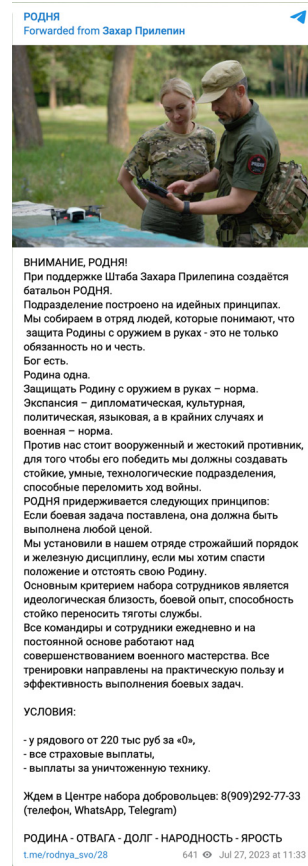 РОДНЯ
Forwarded from Захар Прилепин
ВНИМАНИЕ, РОДНЯ!
При поддержке Штаба Захара Прилепина создаётся
батальон РОДНЯ.
Подразделение построено на идейных принципах.
Мы собираем в отряд людей, которые понимают, что
защита Родины с оружием в руках - это не только
обязанность но и честь.
Бог есть.
Родина одна.
Защищать Родину с оружием в руках – норма.
Экспансия – дипломатическая, культурная,
политическая, языковая, а в крайних случаях и
военная – норма.
Против нас стоит вооруженный и жестокий противник,
для того чтобы его победить мы должны создавать
стойкие, умные, технологические подразделения,
способные переломить ход войны.
РОДНЯ придерживается следующих принципов:
Если боевая задача поставлена, она должна быть
выполнена любой ценой.
Мы установили в нашем отряде строжайший порядок
и железную дисциплину, если мы хотим спасти
положение и отстоять свою Родину.
Основным критерием набора сотрудников является
идеологическая близость, боевой опыт, способность
стойко переносить тяготы службы.
Все командиры и сотрудники ежедневно и на
постоянной основе работают над
совершенствованием военного мастерства. Все
тренировки направлены на практическую пользу и
эффективность выполнения боевых задач.
УСЛОВИЯ:
- у рядового от 220 тыс руб за «0»,
- все страховые выплаты,
- выплаты за уничтоженную технику.
Ждем в Центре набора добровольцев: 8(909)292-77-33
(телефон, WhatsApp, Telegram)
РОДИНА - ОТВАГА - ДОЛГ - НАРОДНОСТЬ - ЯРОСТЬ
t.me/rodnya_svo/28 641 Jul 27, 2023 at 11:33